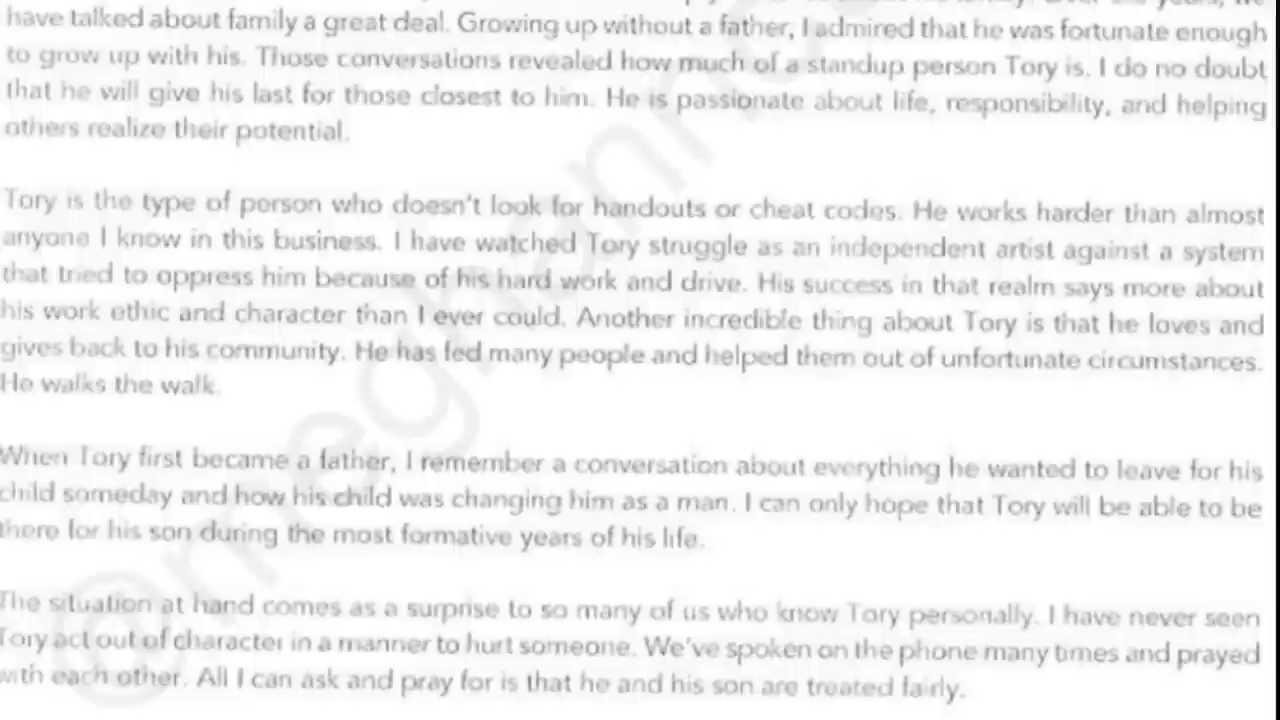 have talked about family a great deal. Growing up without a father, I admired that he was fortunate enough
to grow up with his. Those conversations revealed how much of a standup person Tory is. I do no doubt
that he will give his last for those closest to him. He is passionate about life, responsibility, and helping
others realize their potential.
Tory is the type of person who doesn't look for handouts or cheat codes. He works harder than almost
anyone I know in this business. I have watched Tory struggle as an independent artist against a system
that tried to oppress him because of his hard work and drive. His success in that realm says more about
his work ethic and character than I ever could. Another incredible thing about Tory is that he loves and
gives back to his community. He has fed many people and helped them out of unfortunate circumstances.
He walks the walk.
When Tory first became a father, I remember a conversation about everything he wanted to leave for his
child someday and how his child was changing him as a man. I can only hope that Tory will be able to be
there for his son during the most formative years of his life.
The situation at hand comes as a surprise to so many of us who know Tory personally. I have never seen
Tory act out of character in a manner to hurt someone. We've spoken on the phone many times and prayed
with each other. All I can ask and pray for is that he and his son are treated fairly.